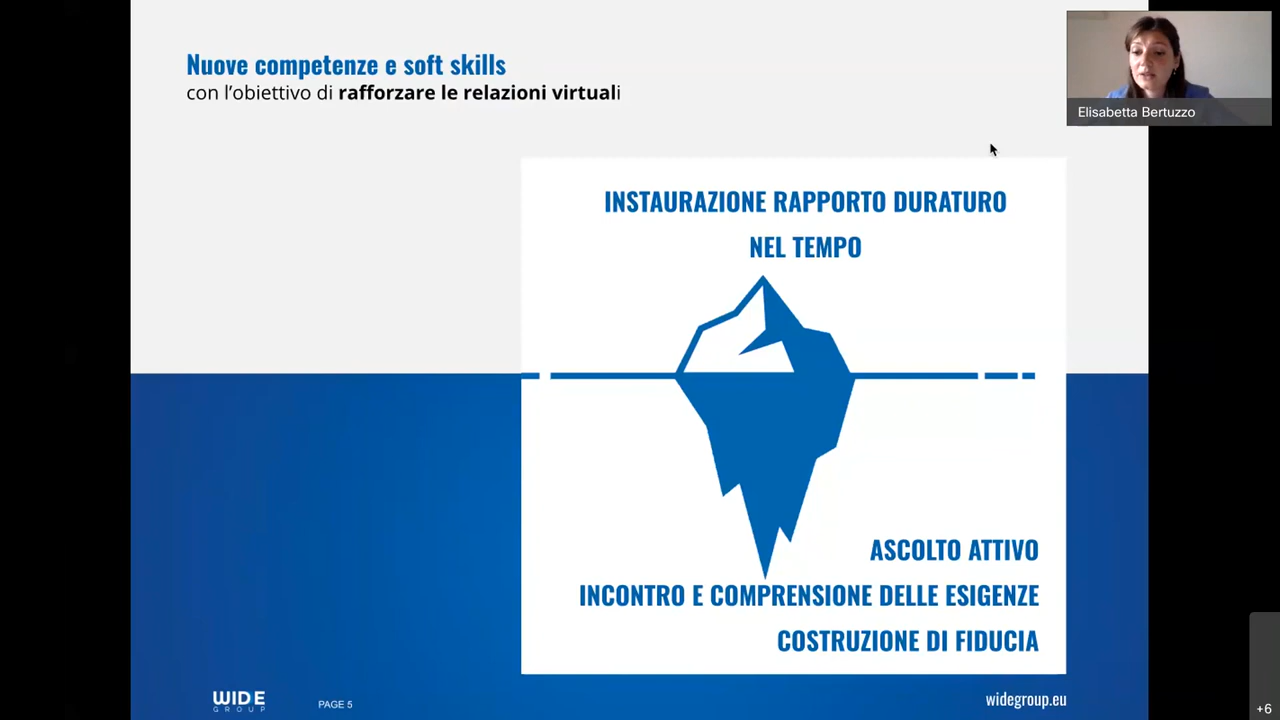 Nuove competenze e soft skills
con l'obiettivo di rafforzare le relazioni virtuali
Elisabetta Bertuzzo
INSTAURAZIONE RAPPORTO DURATURO
NEL TEMPO
ASCOLTO ATTIVO
INCONTRO E COMPRENSIONE DELLE ESIGENZE
COSTRUZIONE DI FIDUCIA
WIDE
GROUP
PAGE 5
widegroup.eu
+6